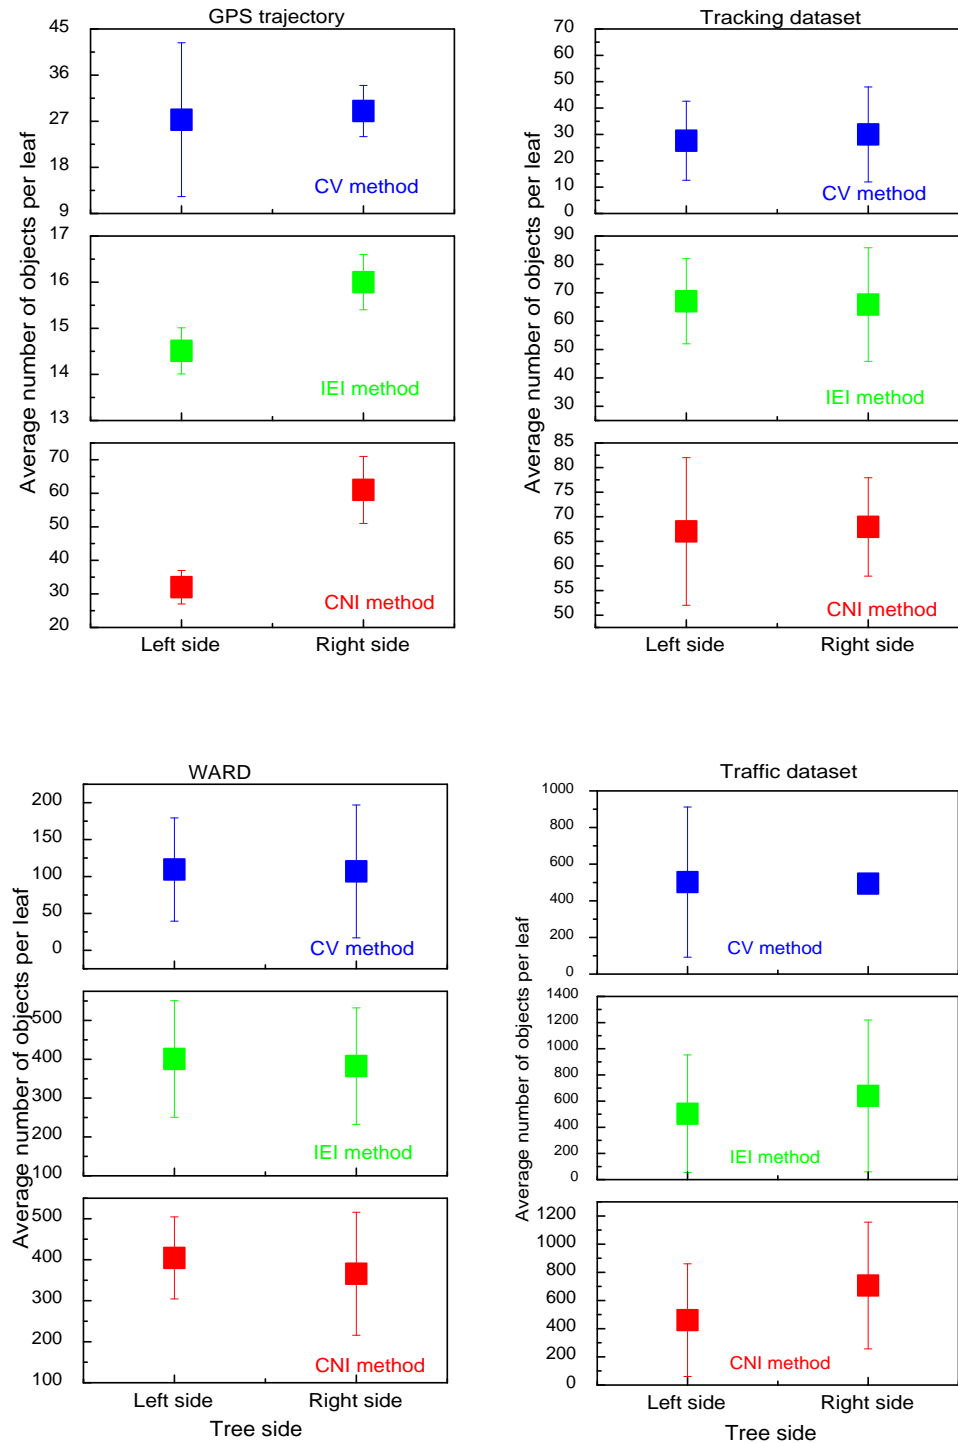 GPS trajectory
Average number of objects per leaf
45
36
27
18
9
CV method
17
16
15
14
13
IEI method
70
60
50
40
30
20
CNI method
Left side Right side
Tracking dataset
Average number of objects per leaf
70
60
50
40
30
20
10
0
CV method
90
80
70
60
50
40
30
IEI method
85
80
75
70
65
60
55
50
CNI method
Left side Right side
WARD
Average number of objects per leaf
200
150
100
50
0
CV method
500
400
300
200
100
IEI method
500
400
300
200
100
CNI method
Left side Right side
Tree side
Traffic dataset
Average number of objects per leaf
1000
800
600
400
200
0
CV method
1400
1200
1000
800
600
400
200
0
IEI method
1200
1000
800
600
400
200
0
CNI method
Left side Right side
Tree side